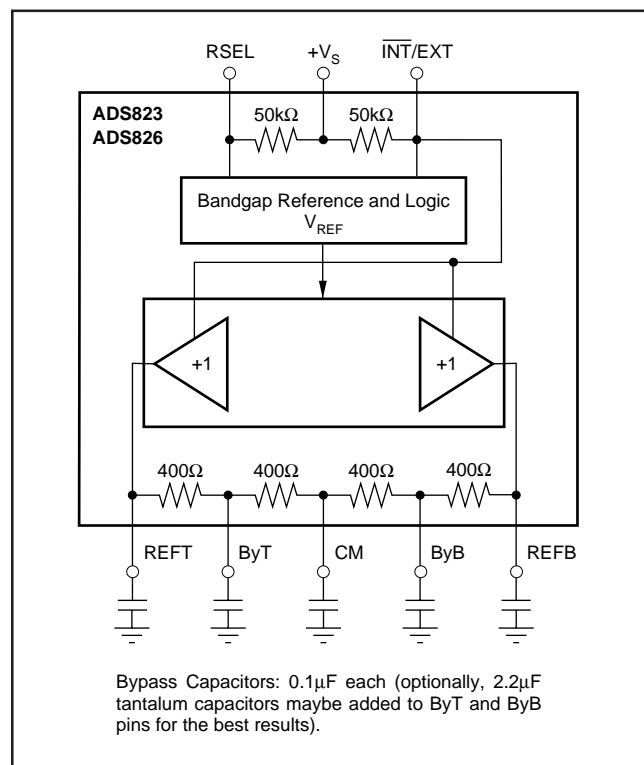 RSEL +VS INT/EXT
ADS823
ADS826
50kΩ 50kΩ
Bandgap Reference and Logic
VREF
+1 +1
400Ω 400Ω 400Ω 400Ω
REFT ByT CM ByB REFB
Bypass Capacitors: 0.1µF each (optionally, 2.2µF
tantalum capacitors maybe added to ByT and ByB
pins for the best results).